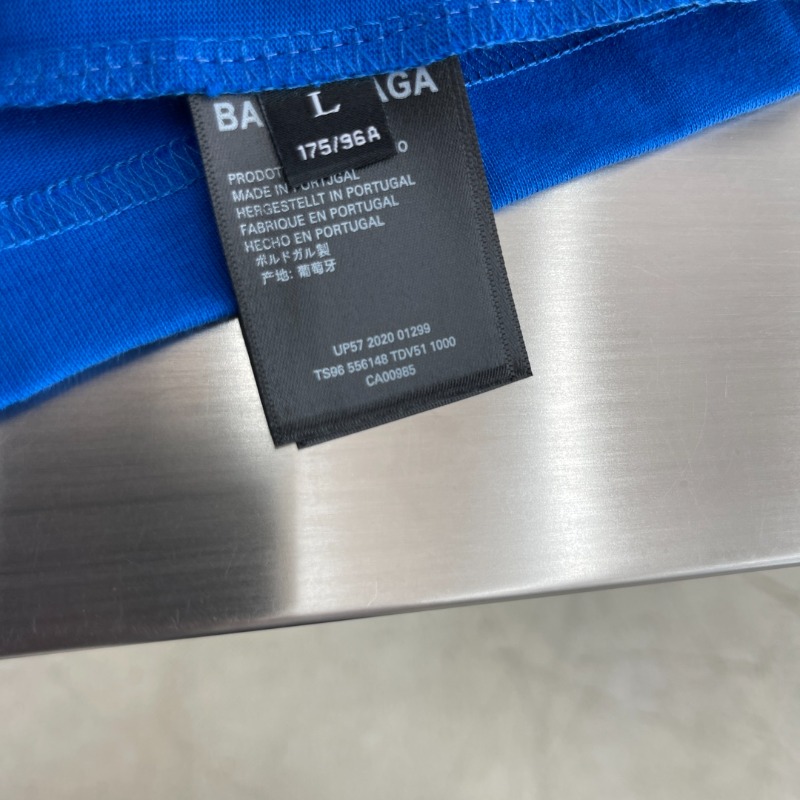 BA AGA
L
175/96A
PRODOT O
MADE IN PORTUGAL
HERGESTELLT IN PORTUGAL
FABRIQUE EN PORTUGAL
HECHO EN PORTUGAL
ポルトガル製
产地: 葡萄牙
UP57 2020 01299
TS96 556148 TDV51 1000
CA00985